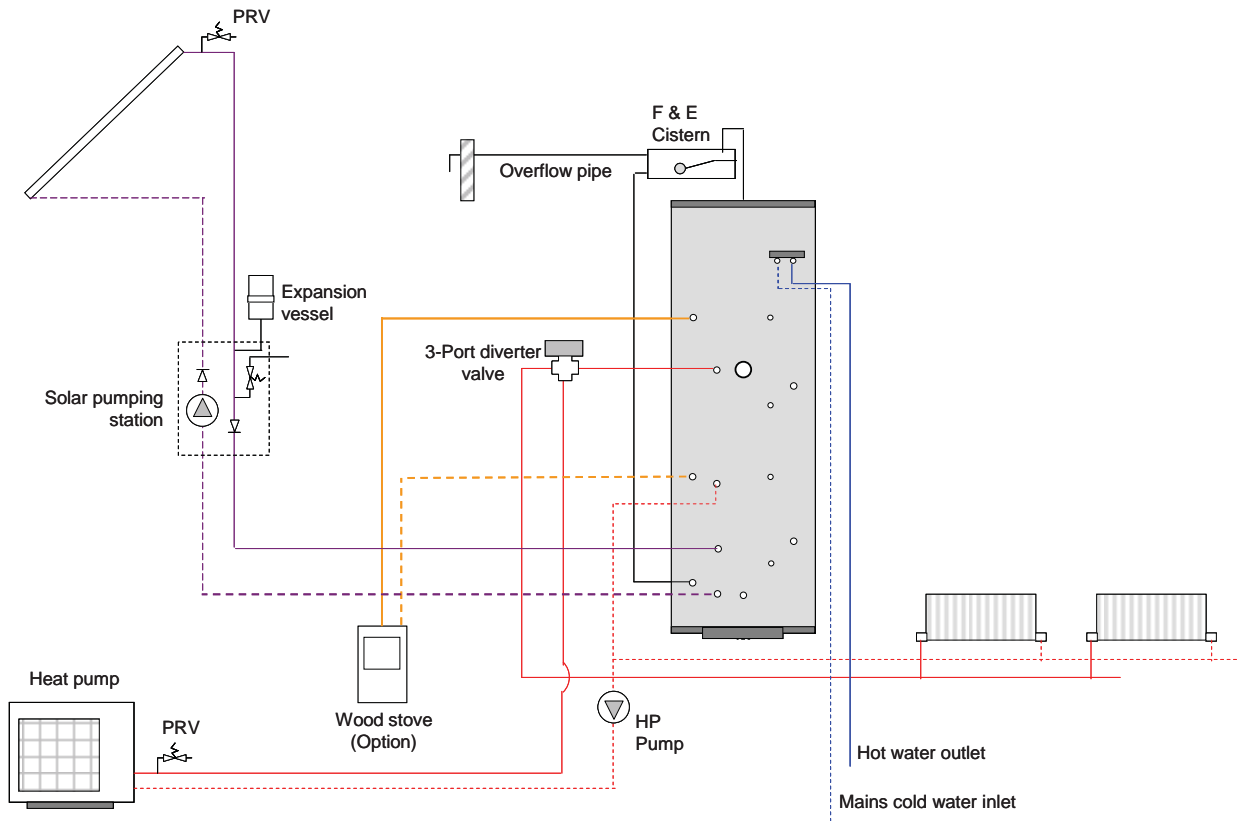 PRV
F & E
Cistern
Overflow pipe
Expansion
vessel
3-Port diverter
valve
Solar pumping
station
Heat pump
PRV
Wood stove
(Option)
HP
Pump
Hot water outlet
Mains cold water inlet